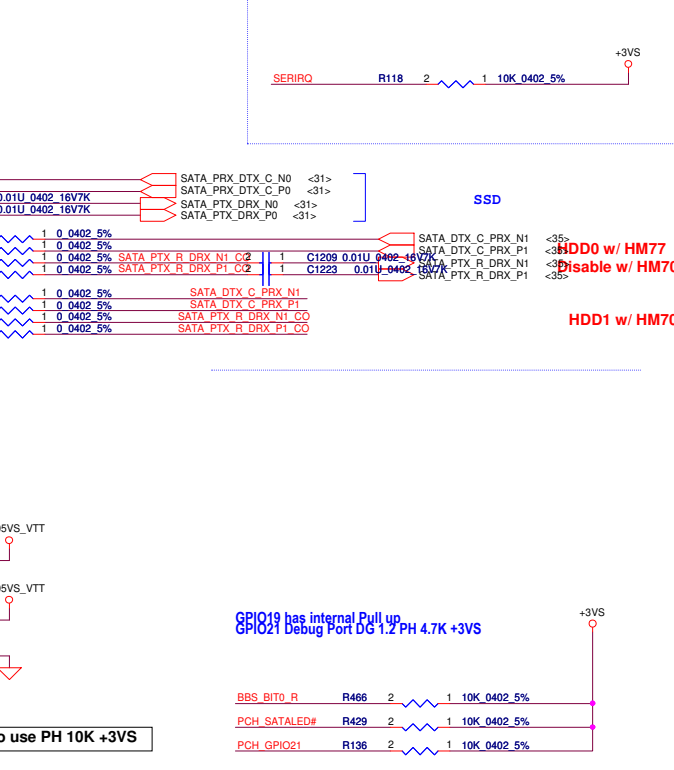 +3VS
SERIRQ R118 2 1 10K_0402_5%
SATA_PRX_DTX_C_N0 <31>
SATA_PRX_DTX_C_P0 <31>
0.01U_0402_16V7K SATA_PTX_DRX_N0 <31>
0.01U_0402_16V7K SATA_PTX_DRX_P0 <31>
SSD
1 0_0402_5% SATA_DTX_C_PRX_N1 <35>
1 0_0402_5% SATA_DTX_C_PRX_P1 <35>
1 0_0402_5% SATA_PTX_R_DRX_N1_CO 2 1 C1209 0.01U_0402_16V7K SATA_PTX_R_DRX_N1 <35>
1 0_0402_5% SATA_PTX_R_DRX_P1_CO 2 1 C1223 0.01U_0402_16V7K SATA_PTX_R_DRX_P1 <35>
HDD0 w/ HM77
Disable w/ HM70
1 0_0402_5% SATA_DTX_C_PRX_N1
1 0_0402_5% SATA_DTX_C_PRX_P1
1 0_0402_5% SATA_PTX_R_DRX_N1_CO
1 0_0402_5% SATA_PTX_R_DRX_P1_CO
HDD1 w/ HM70
5VS_VTT
5VS_VTT
GPIO19 has internal Pull up
GPIO21 Debug Port DG 1.2 PH 4.7K +3VS
+3VS
BBS_BIT0_R R466 2 1 10K_0402_5%
PCH_SATALED# R429 2 1 10K_0402_5%
PCH_GPIO21 R136 2 1 10K_0402_5%
o use PH 10K +3VS